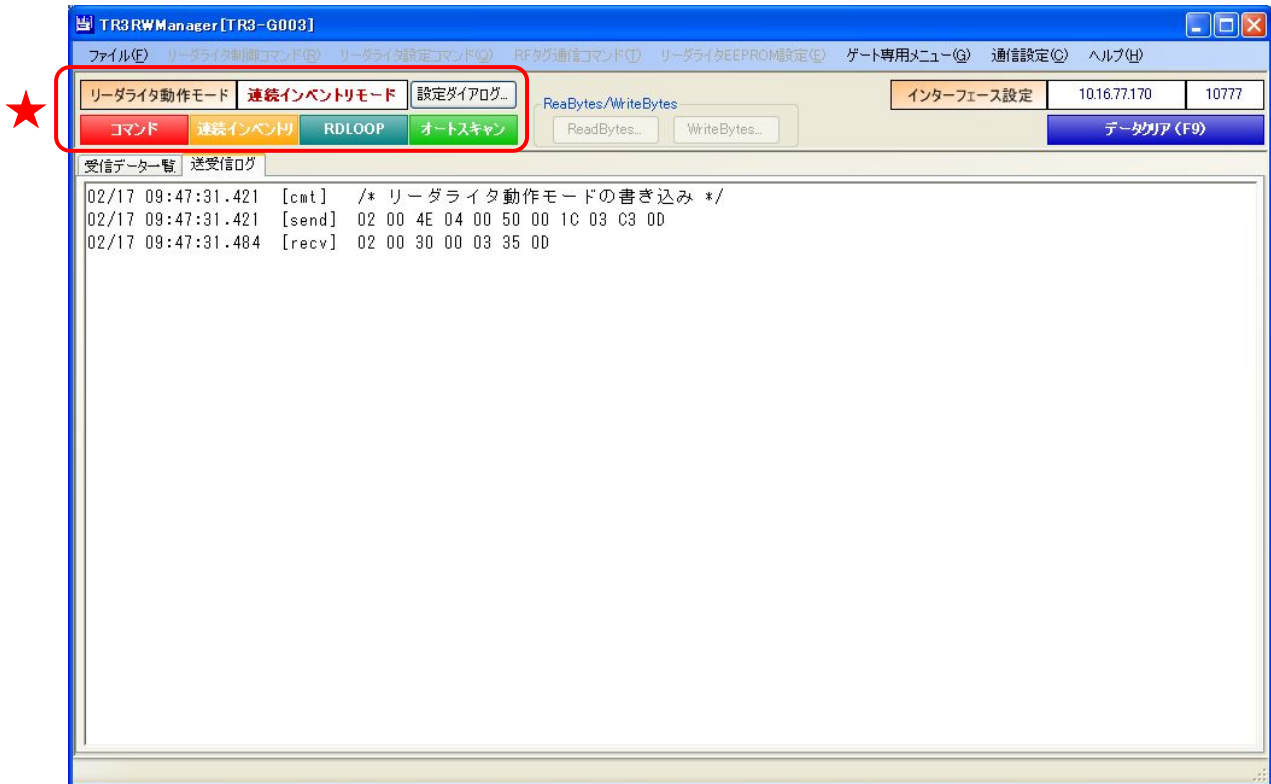 TR3RWManager[TR3-G003]
ファイル(F) リーダライタ制御コマンド(R) リーダライタ設定コマンド(Q) RFタグ通信コマンド(T) リーダライタEEPROM設定(E) ゲート専用メニュー(G) 通信設定(C) ヘルプ(H)
リーダライタ動作モード 連続インベントリモード 設定ダイアログ...
コマンド 連続インベントリ RDLOOP オートスキャン
ReaBytes/WriteBytes
ReadBytes... WriteBytes...
インターフェース設定 10.16.77.170 10777
データクリア(F9)
受信データ一覧 送受信ログ
02/17 09:47:31.421 [cmt] /* リーダライタ動作モードの書き込み */
02/17 09:47:31.421 [send] 02 00 4E 04 00 50 00 1C 03 C3 0D
02/17 09:47:31.484 [recv] 02 00 30 00 03 35 0D